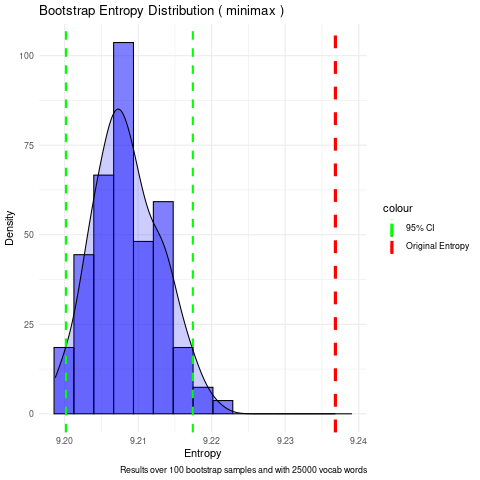 Bootstrap Entropy Distribution ( minimax )
100
75
50
25
0
Density
9.20
9.21
9.22
9.23
9.24
Entropy
colour
95% CI
Original Entropy
Results over 100 bootstrap samples and with 25000 vocab words